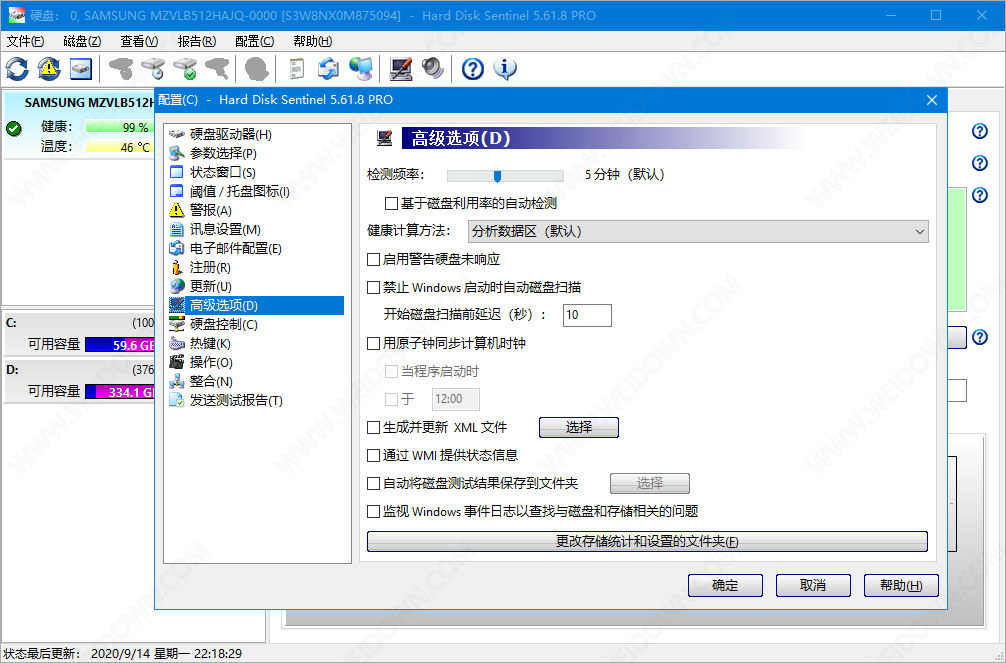 硬盘: 0, SAMSUNG MZVLB512HAJQ-0000 [S3W8NX0M875094] - Hard Disk Sentinel 5.61.8 PRO
文件(F) 磁盘(Z) 查看(V) 报告(R) 配置(C) 帮助(H)
SAMSUNG MZVLB512H
健康: 99 %
温度: 46 °C
C: (100
可用容量 59.6 GB
D: (376
可用容量 334.1 G
配置(C) - Hard Disk Sentinel 5.61.8 PRO
硬盘驱动器(H)
参数选择(P)
状态窗口(S)
阈值 / 托盘图标(I)
警报(A)
讯息设置(M)
电子邮件配置(E)
注册(R)
更新(U)
高级选项(D)
硬盘控制(C)
热键(K)
操作(O)
整合(N)
发送测试报告(T)
高级选项(D)
检测频率: 5 分钟（默认）
基于磁盘利用率的自动检测
健康计算方法: 分析数据区（默认）
启用警告硬盘未响应
禁止 Windows 启动时自动磁盘扫描
开始磁盘扫描前延迟（秒）: 10
用原子钟同步计算机时钟
当程序启动时
于 12:00
生成并更新 XML 文件 选择
通过 WMI 提供状态信息
自动将磁盘测试结果保存到文件夹 选择
监视 Windows 事件日志以查找与磁盘和存储相关的问题
更改存储统计和设置的文件夹(F)
确定 取消 帮助(H)
状态最后更新: 2020/9/14 星期一 22:18:29
WWW.WEIDOWN.COM